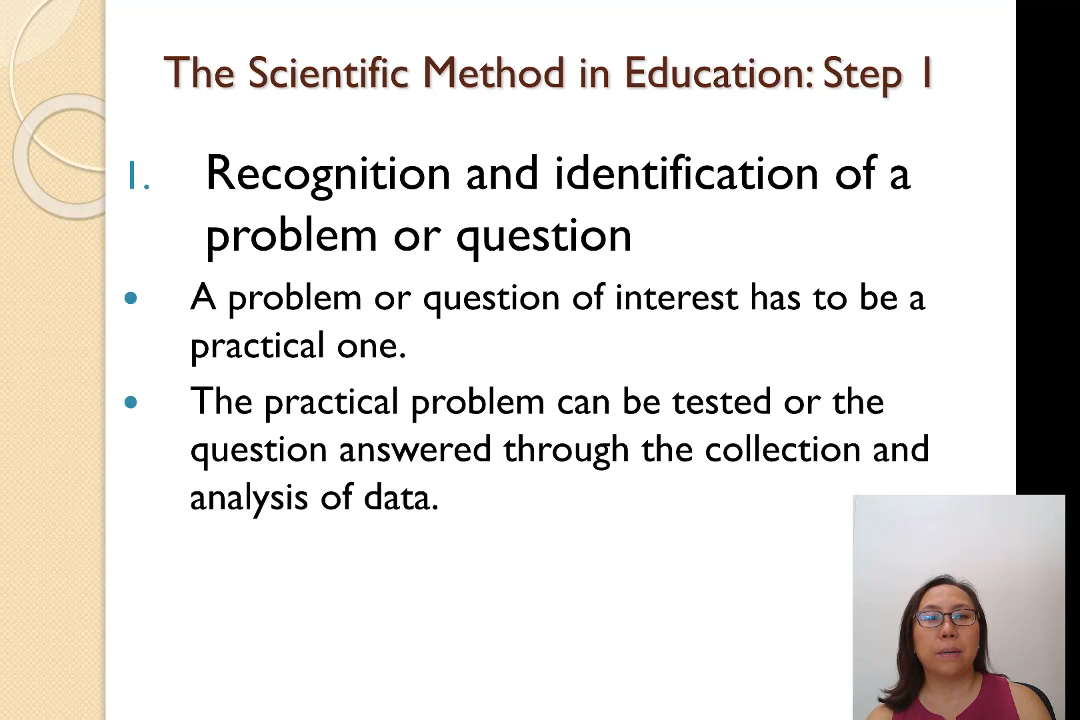 The Scientific Method in Education: Step 1
1. Recognition and identification of a
problem or question
• A problem or question of interest has to be a
practical one.
• The practical problem can be tested or the
question answered through the collection and
analysis of data.